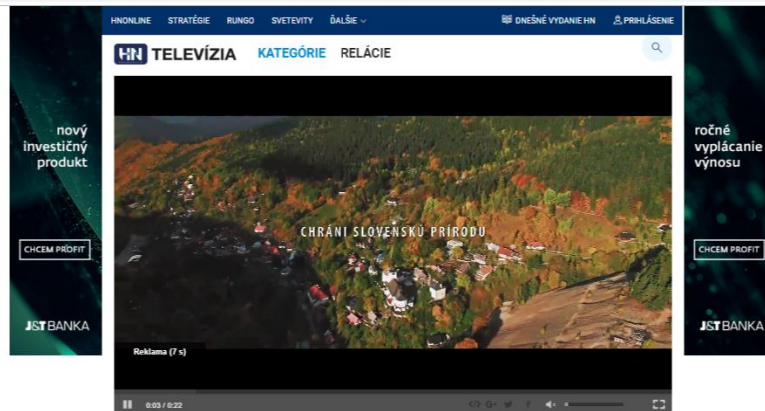 HNONLINE STRATÉGIE RUNGO SVETEVITY ĎALŠIE DNEŠNÉ VYDANIE HN PRIHLÁSENIE
HN TELEVÍZIA KATEGÓRIE RELÁCIE
nový
investičný
produkt
CHCEM PROFIT
J&T BANKA
CHRÁNI SLOVENSKÚ PRÍRODU
Reklama (7 s)
0:03 / 0:22
ročné
vyplácanie
výnosu
CHCEM PROFIT
J&T BANKA